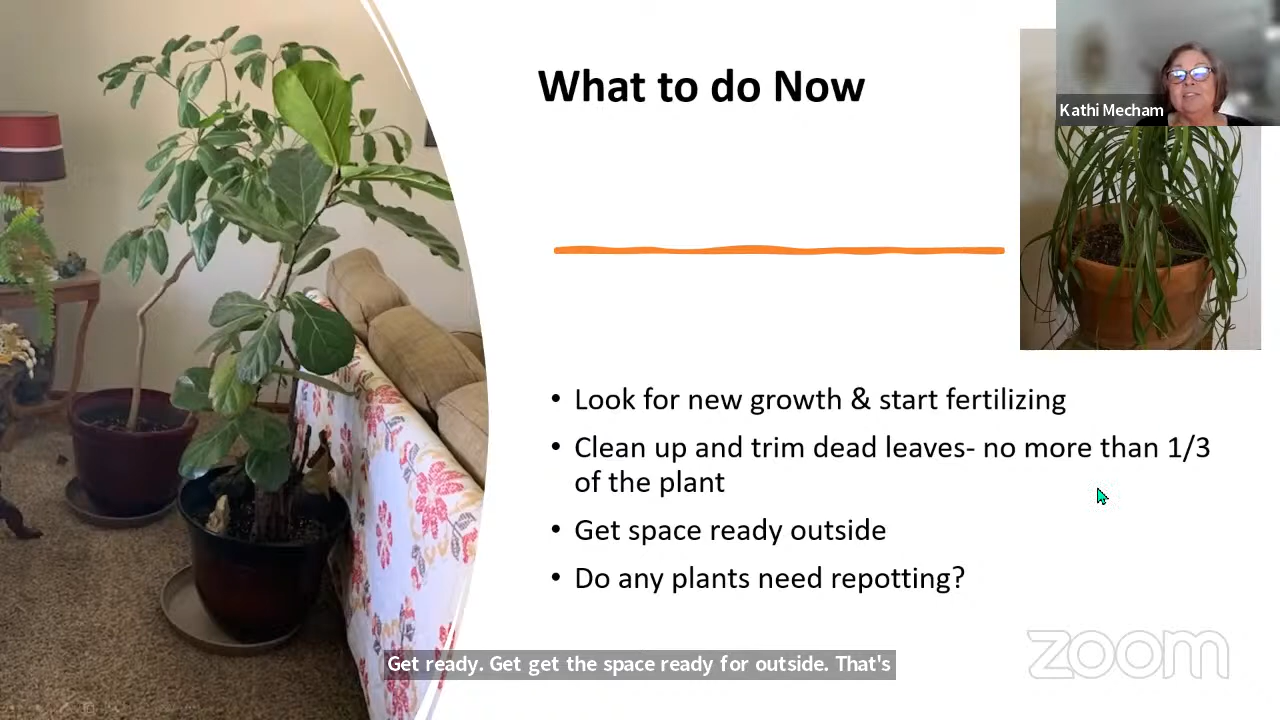 What to do Now
Kathi Mecham
• Look for new growth & start fertilizing
• Clean up and trim dead leaves- no more than 1/3
of the plant
• Get space ready outside
• Do any plants need repotting?
Get ready. Get get the space ready for outside. That's
zoom